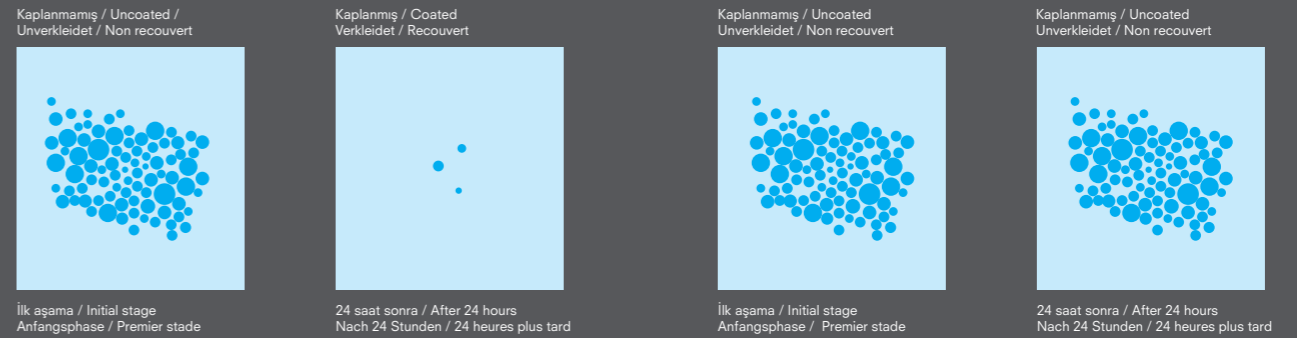 Kaplanmamış / Uncoated /
Unverkleidet / Non recouvert
Kaplanmış / Coated
Verkleidet / Recouvert
Kaplanmamış / Uncoated
Unverkleidet / Non recouvert
Kaplanmamış / Uncoated
Unverkleidet / Non recouvert
İlk aşama / Initial stage
Anfangsphase / Premier stade
24 saat sonra / After 24 hours
Nach 24 Stunden / 24 heures plus tard
İlk aşama / Initial stage
Anfangsphase /  Premier stade
24 saat sonra / After 24 hours
Nach 24 Stunden / 24 heures plus tard